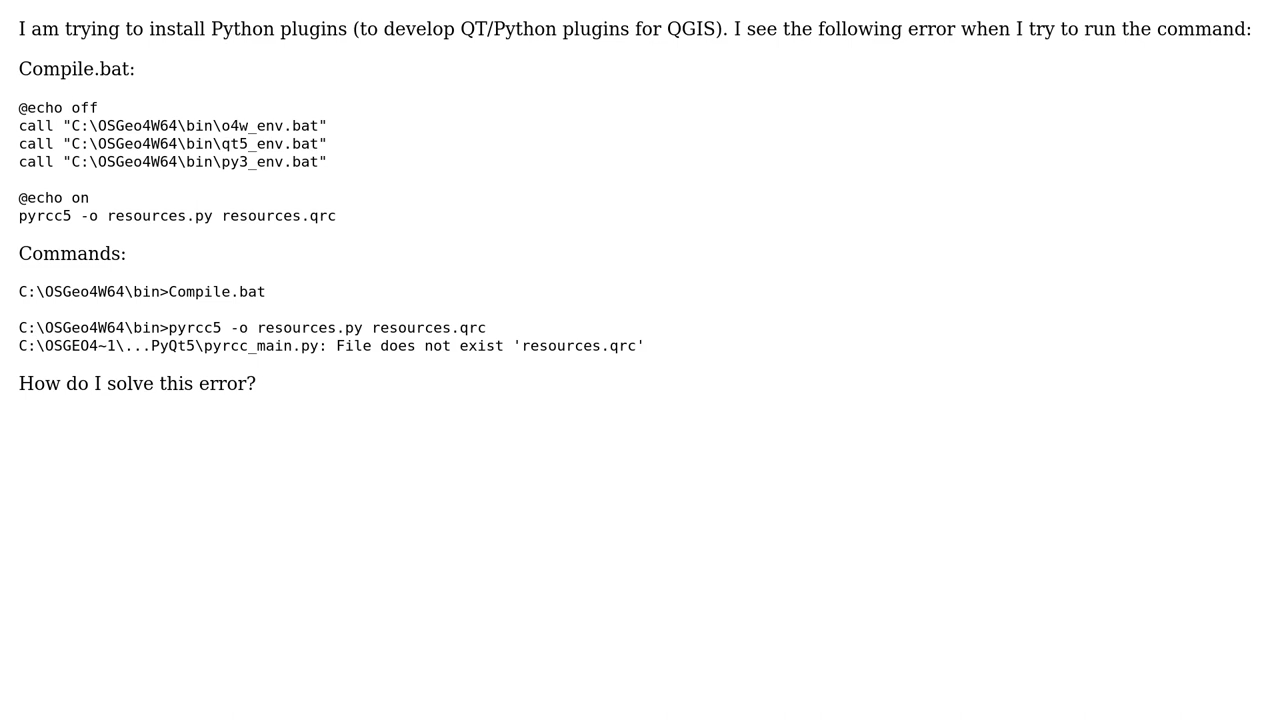 I am trying to install Python plugins (to develop QT/Python plugins for QGIS). I see the following error when I try to run the command:
Compile.bat:
@echo off
call "C:\OSGeo4W64\bin\o4w_env.bat"
call "C:\OSGeo4W64\bin\qt5_env.bat"
call "C:\OSGeo4W64\bin\py3_env.bat"
@echo on
pyrcc5 -o resources.py resources.qrc
Commands:
C:\OSGeo4W64\bin>Compile.bat
C:\OSGeo4W64\bin>pyrcc5 -o resources.py resources.qrc
C:\OSGEO4~1\...PyQt5\pyrcc_main.py: File does not exist 'resources.qrc'
How do I solve this error?